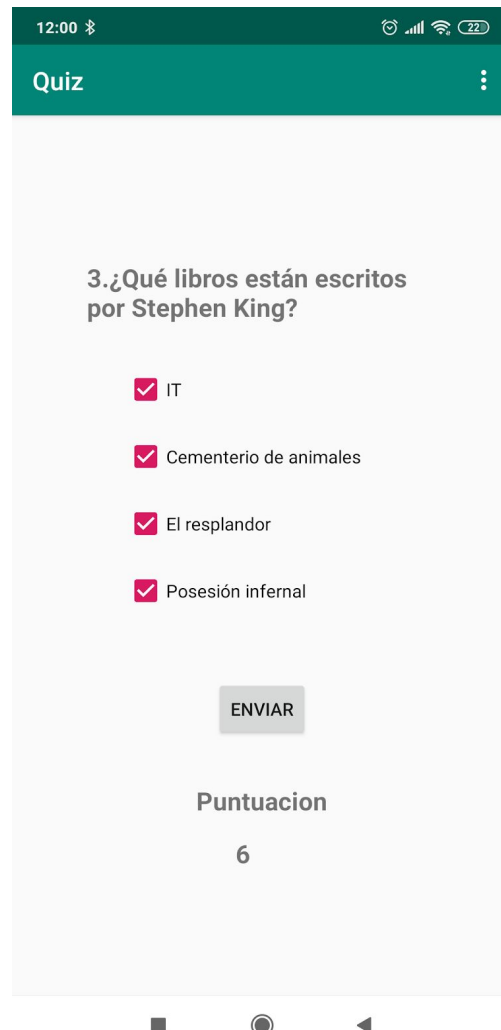 12:00 22
Quiz
3.¿Qué libros están escritos
por Stephen King?
IT
Cementerio de animales
El resplandor
Posesión infernal
ENVIAR
Puntuacion
6